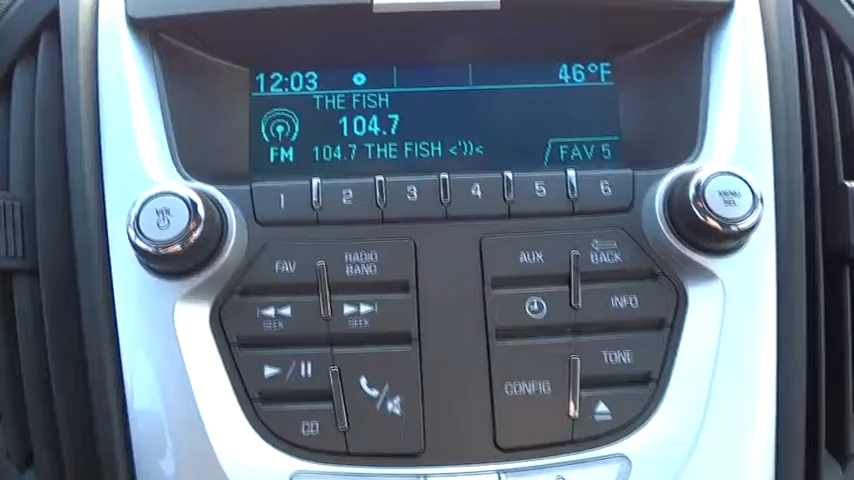 12:03 46°F
THE FISH
104.7
FM 104.7 THE FISH <'))< FAV 5
1 2 3 4 5 6
VOL
MENU
SEL
FAV RADIO
BAND
AUX BACK
SEEK SEEK
INFO
TONE
CONFIG
CD